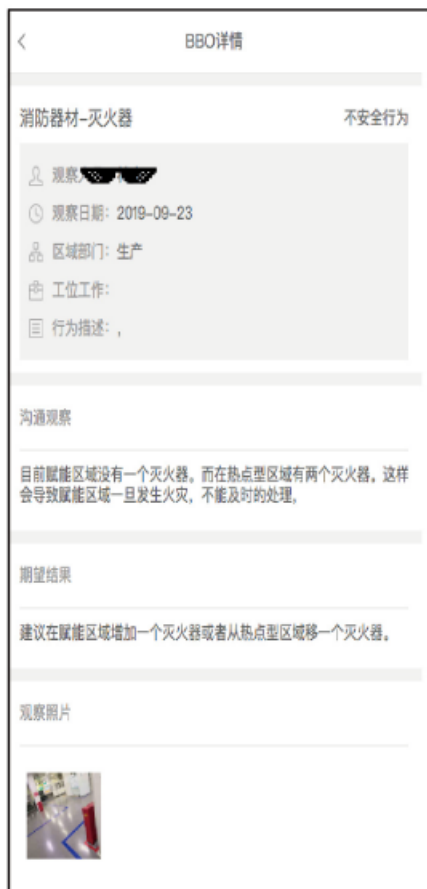 BBO详情
消防器材-灭火器
不安全行为
观察
观察日期：2019-09-23
区域部门：生产
工位工作：
行为描述：,
沟通观察
目前赋能区域没有一个灭火器。而在热点型区域有两个灭火器。这样
会导致赋能区域一旦发生火灾，不能及时的处理,
期望结果
建议在赋能区域增加一个灭火器或者从热点型区域移一个灭火器。
观察照片